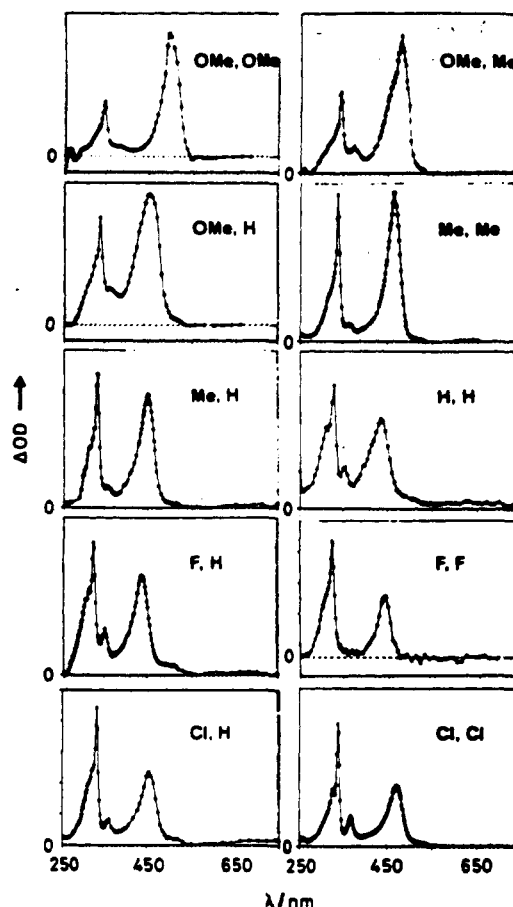 OMe, OMe
OMe, Me
0
0
OMe, H
Me, Me
0
0
Me, H
H, H
0
0
ΔOD →
F, H
F, F
0
0
Cl, H
Cl, Cl
0
0
250 450 650
250 450 650
λ/nm